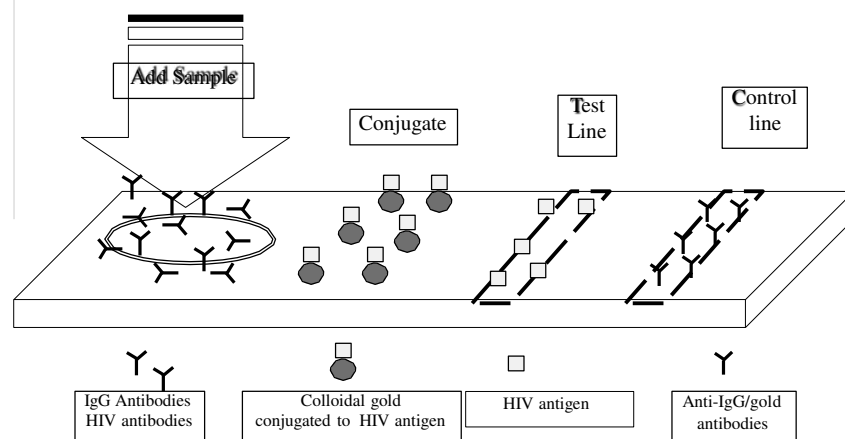 Add Sample
Conjugate
Test
Line
Control
line
IgG Antibodies
HIV antibodies
Colloidal gold
conjugated to HIV antigen
HIV antigen
Anti-IgG/gold
antibodies